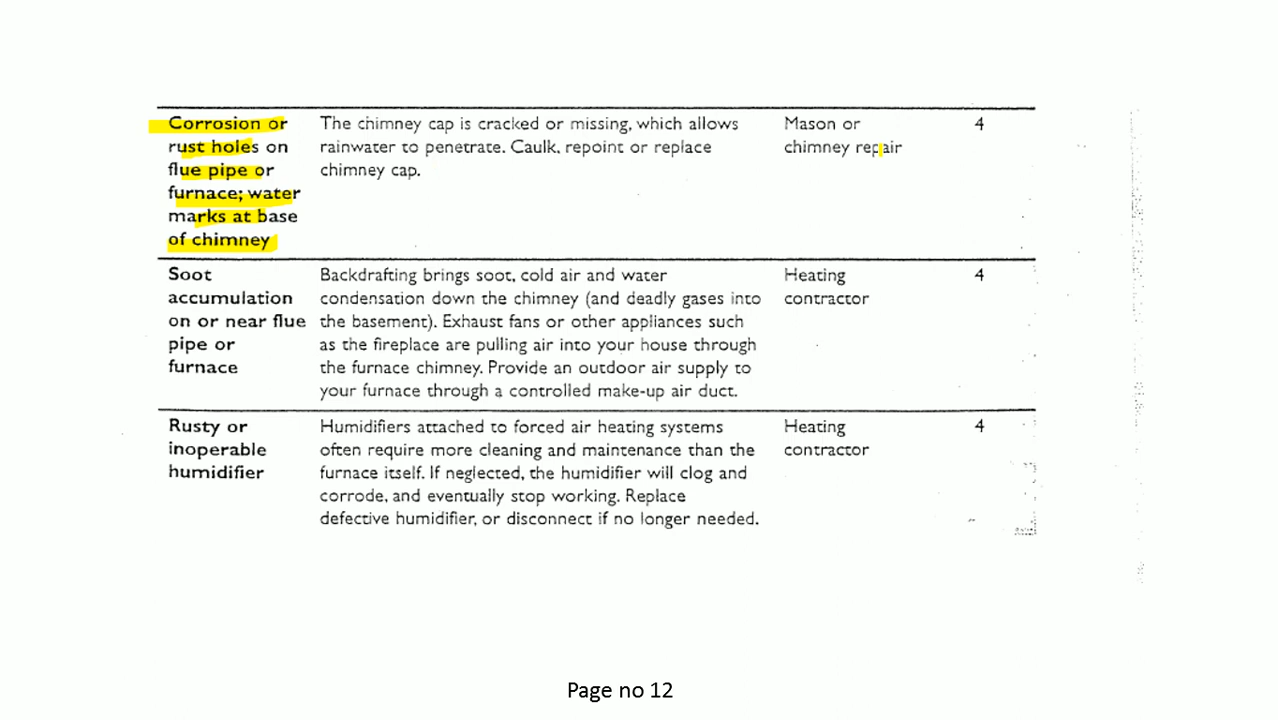 Corrosion or
rust holes on
flue pipe or
furnace; water
marks at base
of chimney
The chimney cap is cracked or missing, which allows
rainwater to penetrate. Caulk, repoint or replace
chimney cap.
Mason or
chimney repair
4
Soot
accumulation
on or near flue
pipe or
furnace
Backdrafting brings soot, cold air and water
condensation down the chimney (and deadly gases into
the basement). Exhaust fans or other appliances such
as the fireplace are pulling air into your house through
the furnace chimney. Provide an outdoor air supply to
your furnace through a controlled make-up air duct.
Heating
contractor
4
Rusty or
inoperable
humidifier
Humidifiers attached to forced air heating systems
often require more cleaning and maintenance than the
furnace itself. If neglected, the humidifier will clog and
corrode, and eventually stop working. Replace
defective humidifier, or disconnect if no longer needed.
Heating
contractor
4
Page no 12